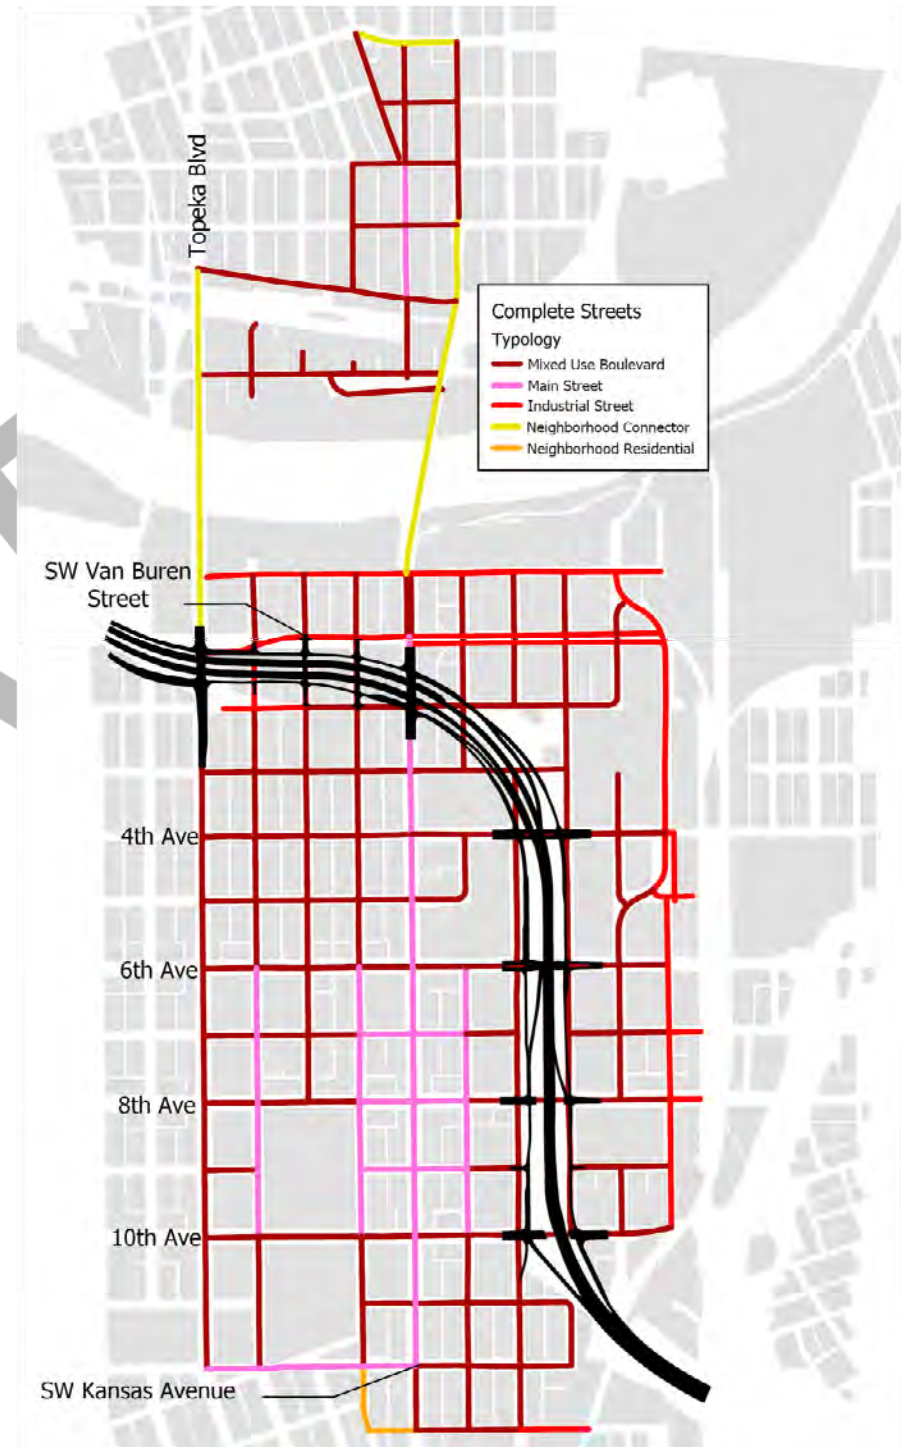 Topeka Blvd
Complete Streets
Typology
Mixed Use Boulevard
Main Street
Industrial Street
Neighborhood Connector
Neighborhood Residential
SW Van Buren
Street
4th Ave
6th Ave
8th Ave
10th Ave
SW Kansas Avenue